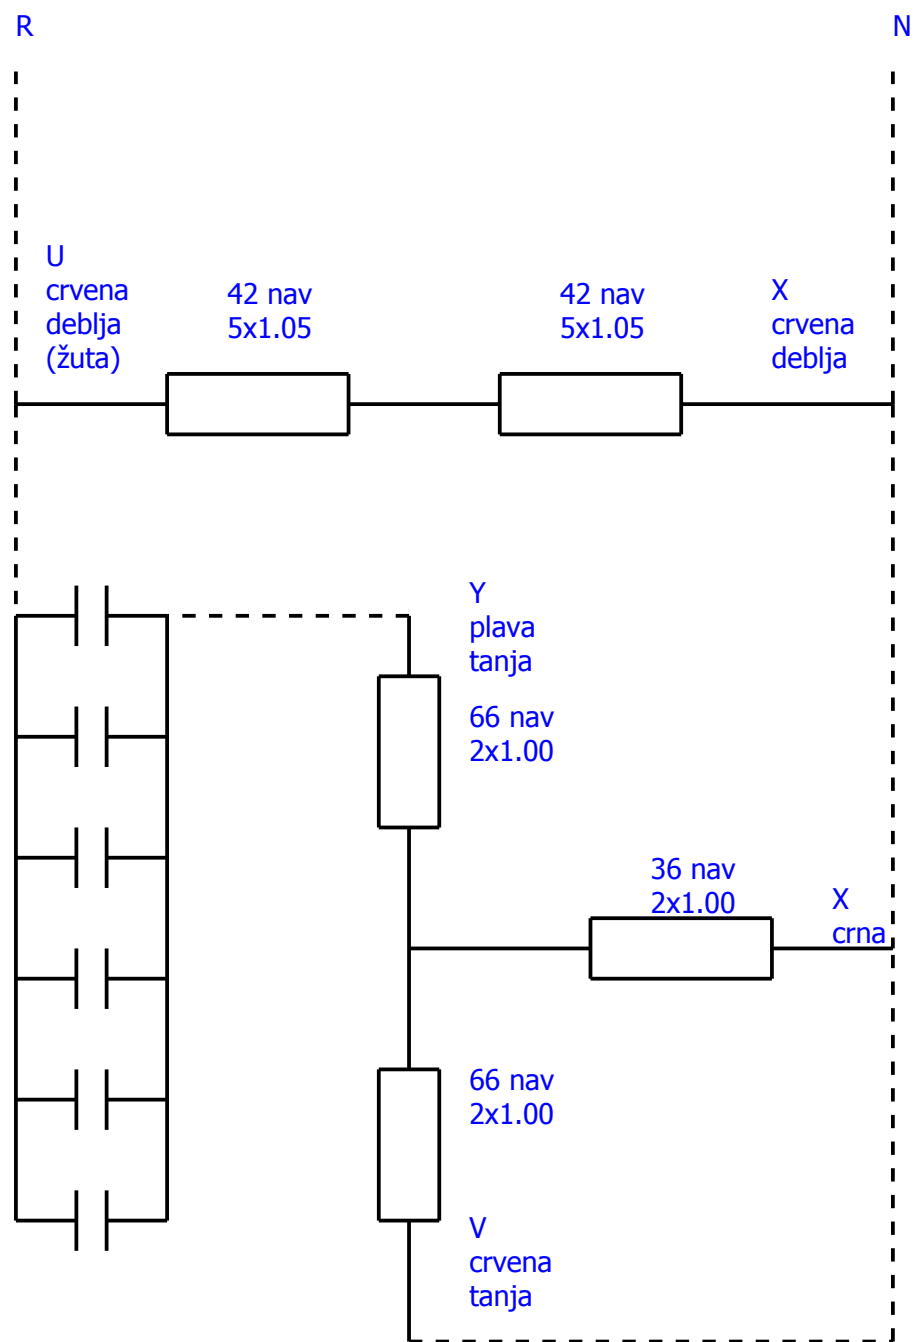 R
N
U
crvena
deblja
(žuta)
42 nav
5x1.05
42 nav
5x1.05
X
crvena
deblja
Y
plava
tanja
66 nav
2x1.00
36 nav
2x1.00
X
crna
66 nav
2x1.00
V
crvena
tanja